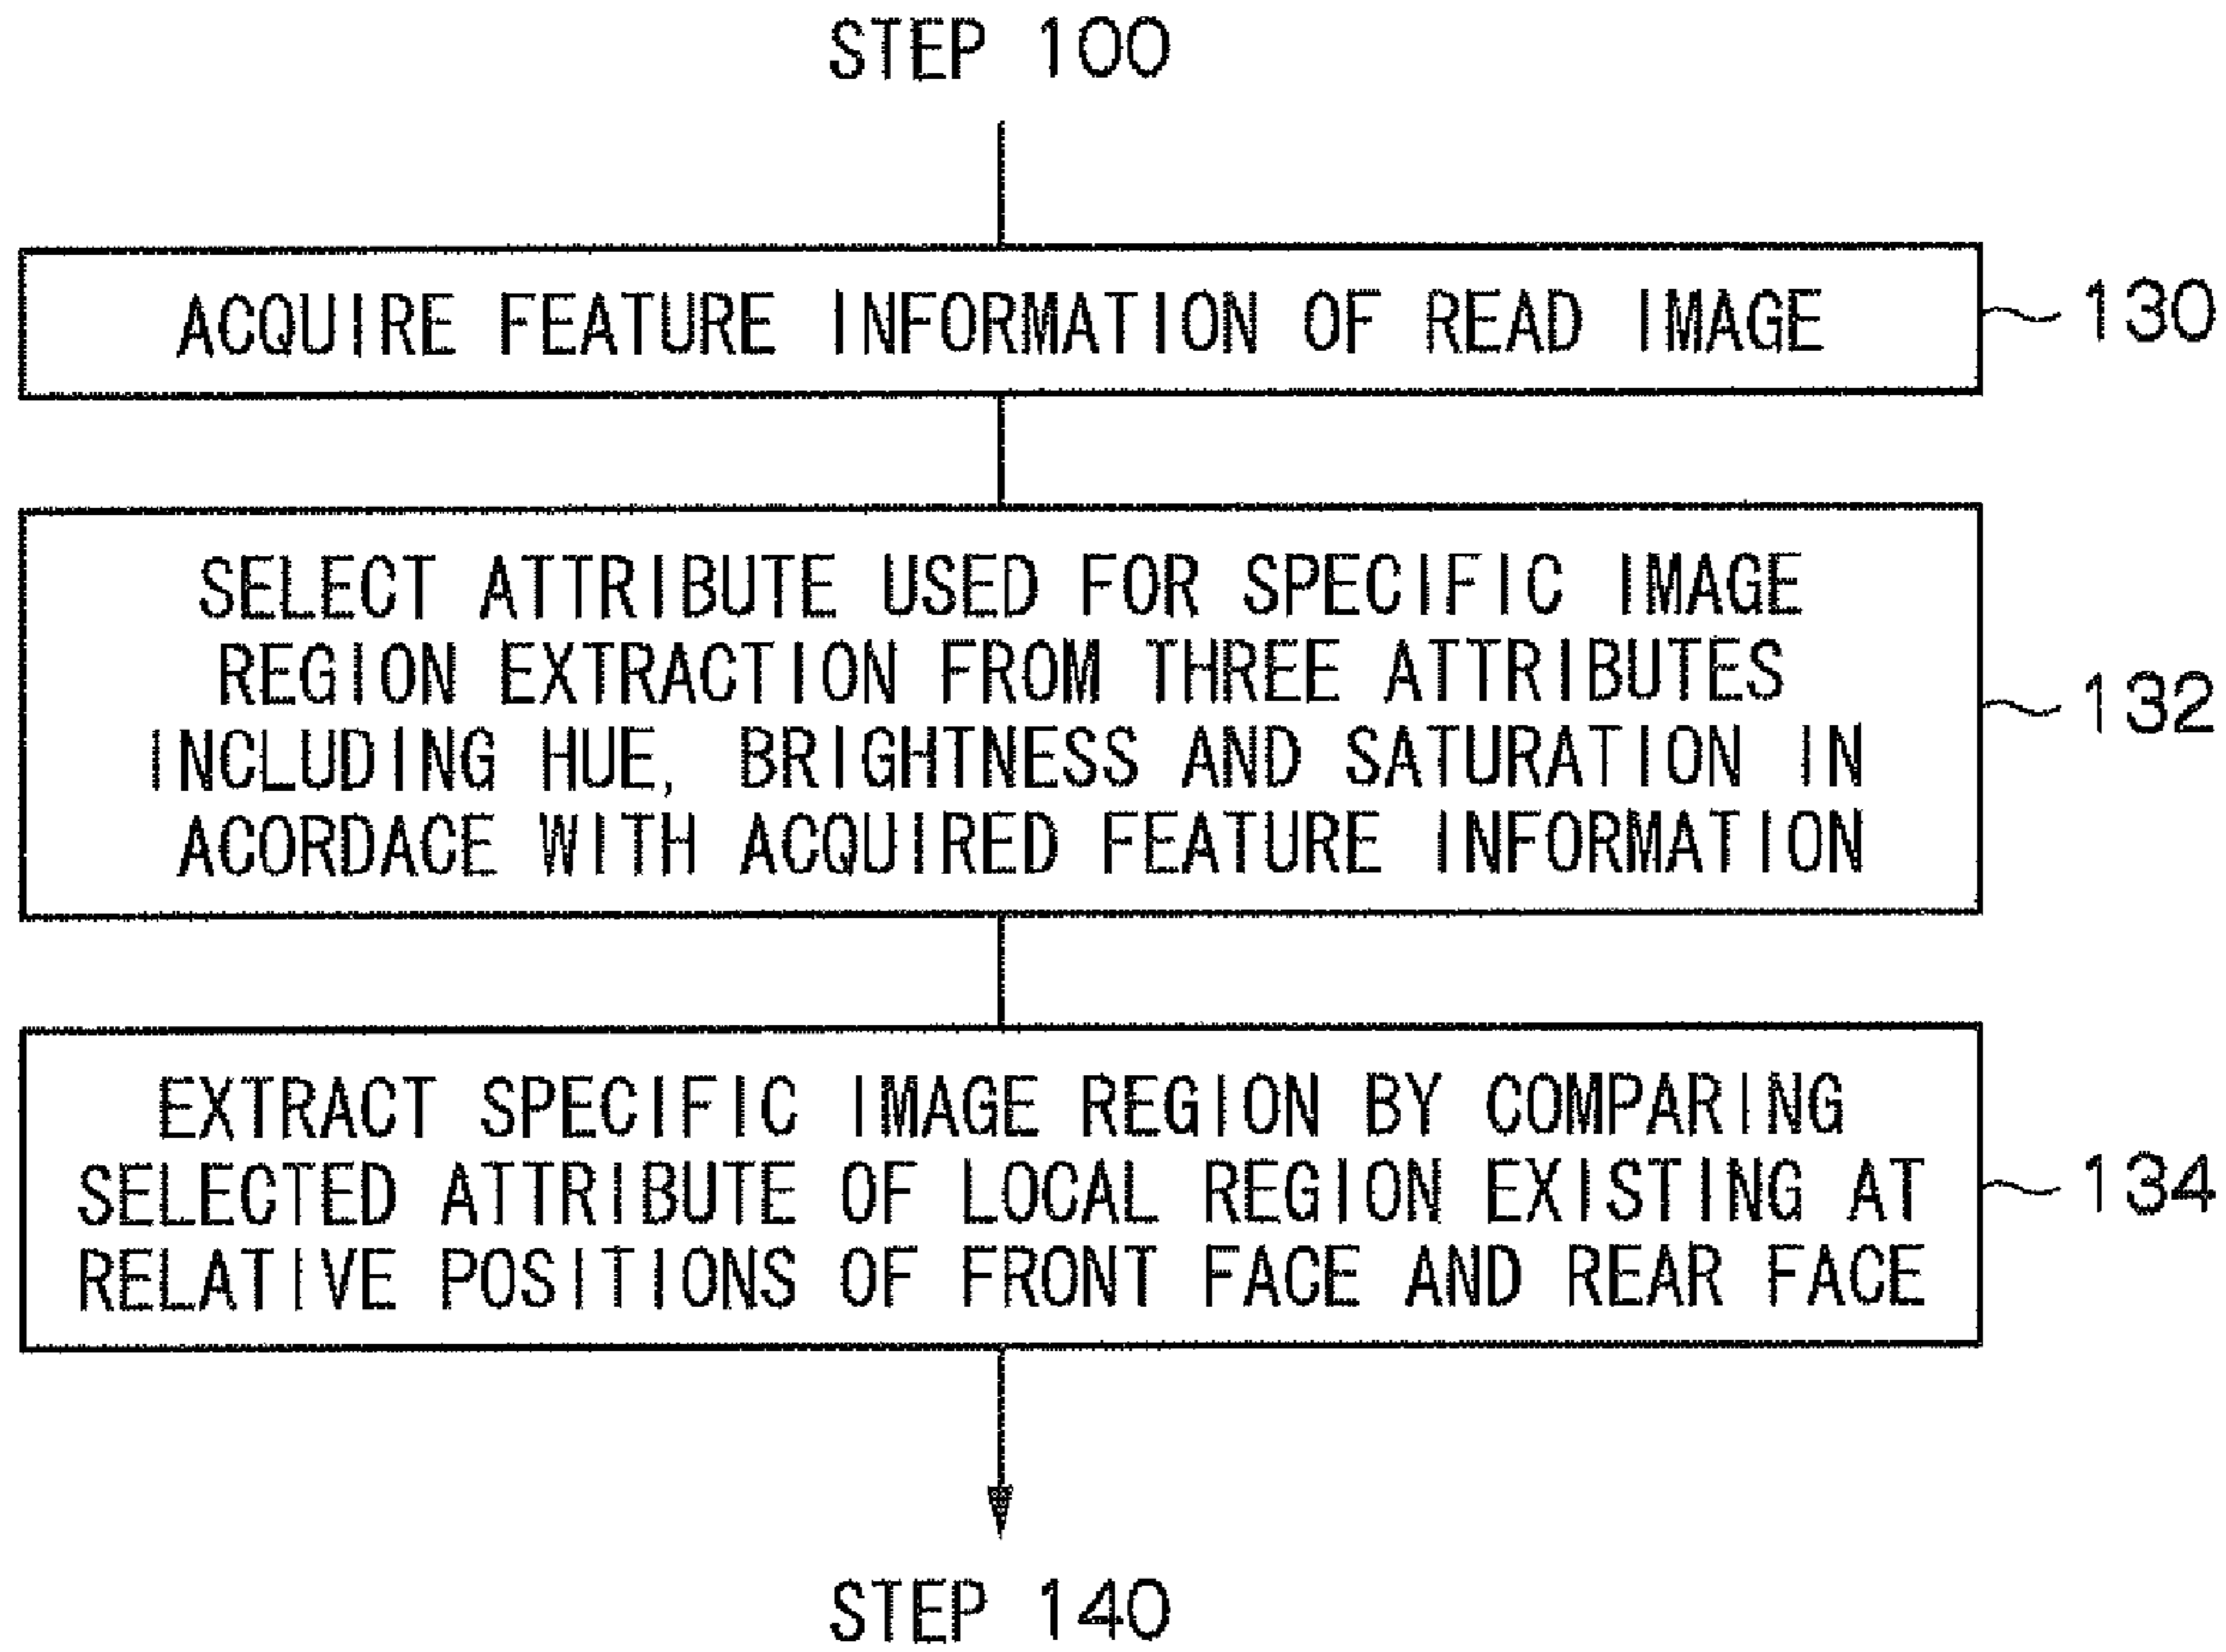 STEP 100
ACQUIRE FEATURE INFORMATION OF READ IMAGE
130
SELECT ATTRIBUTE USED FOR SPECIFIC IMAGE
REGION EXTRACTION FROM THREE ATTRIBUTES
INCLUDING HUE, BRIGHTNESS AND SATURATION IN
ACORDACE WITH ACQUIRED FEATURE INFORMATION
132
EXTRACT SPECIFIC IMAGE REGION BY COMPARING
SELECTED ATTRIBUTE OF LOCAL REGION EXISTING AT
RELATIVE POSITIONS OF FRONT FACE AND REAR FACE
134
STEP 140